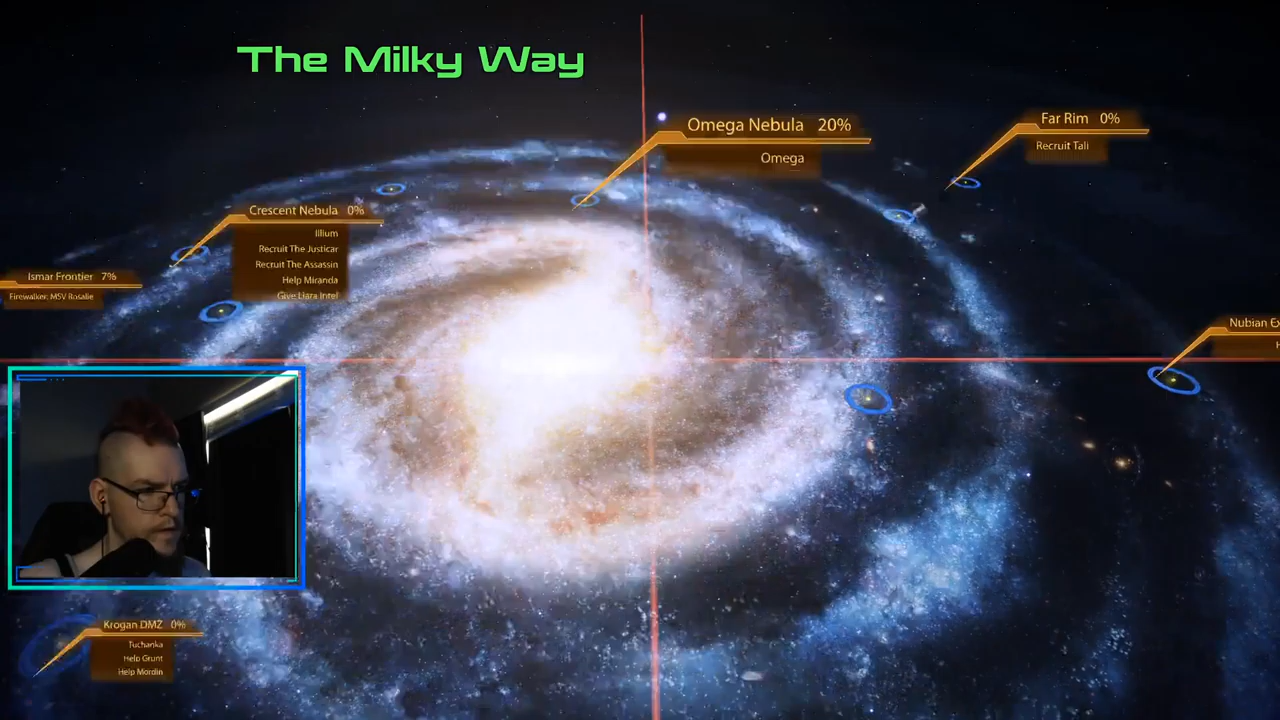 The Milky Way
Omega Nebula 20%
Omega
Far Rim 0%
Recruit Tali
Crescent Nebula 0%
Illium
Recruit The Justicar
Recruit The Assassin
Help Miranda
Give Liara Intel
Ismar Frontier 7%
Firewalker: MSV Rosalie
Nubian Ex
H
Krogan DMZ 0%
Tuchanka
Help Grunt
Help Mordin